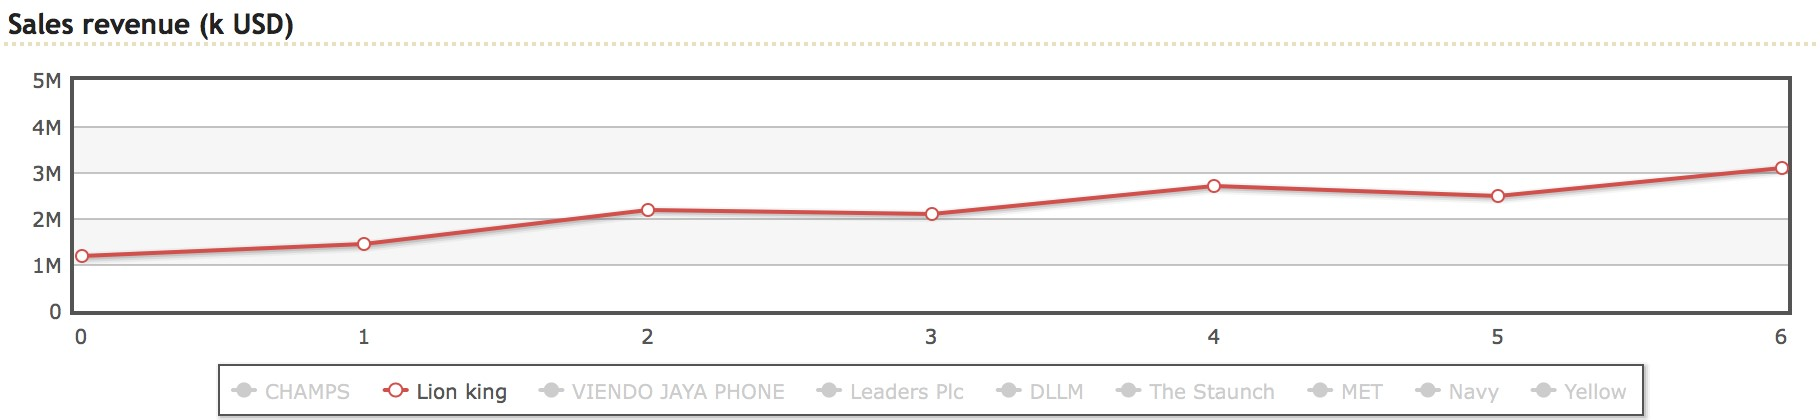 Sales revenue (k USD)
5M
4M
3M
2M
1M
0
0 1 2 3 4 5 6
CHAMPS Lion king VIENDO JAYA PHONE Leaders Plc DLLM The Staunch MET Navy Yellow